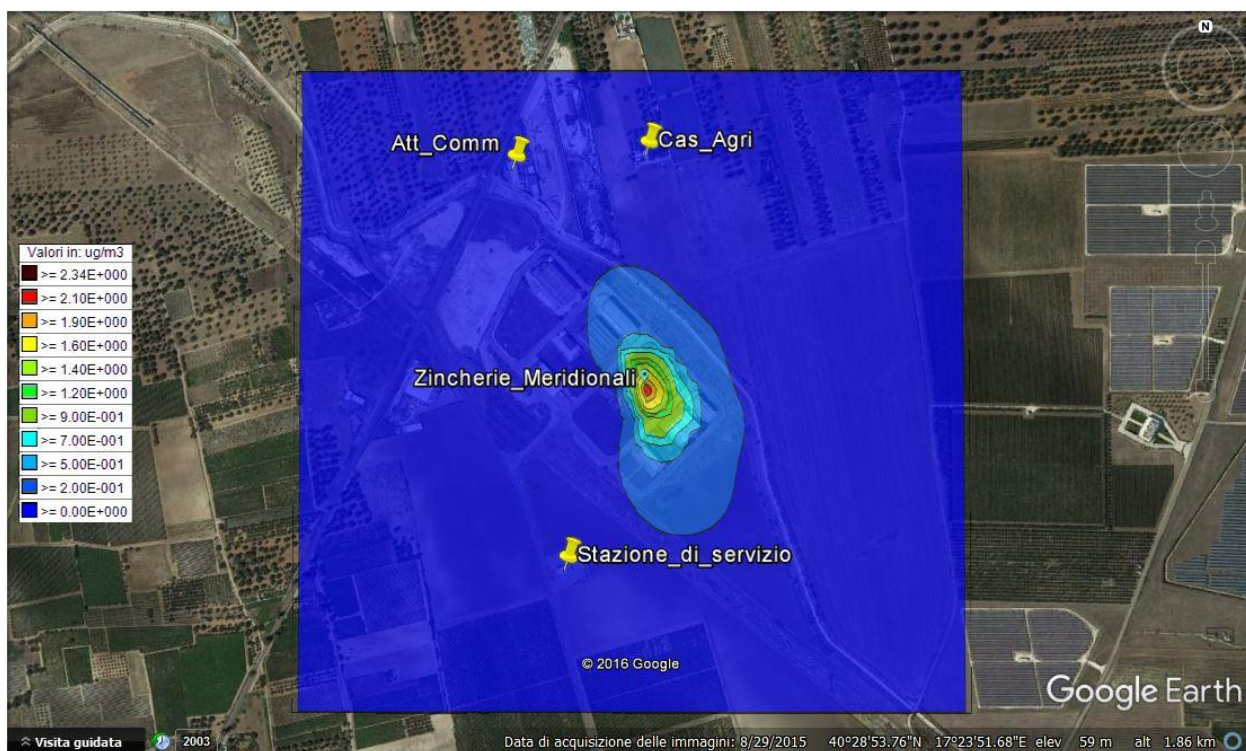 N
Att_Comm
Cas_Agri
Valori in: ug/m3
>= 2.34E+000
>= 2.10E+000
>= 1.90E+000
>= 1.60E+000
>= 1.40E+000
>= 1.20E+000
>= 9.00E-001
>= 7.00E-001
>= 5.00E-001
>= 2.00E-001
>= 0.00E+000
Zincherie_Meridionali
Stazione_di_servizio
© 2016 Google
Google Earth
Visita guidata
2003
Data di acquisizione delle immagini: 8/29/2015 40°28'53.76"N 17°23'51.68"E elev 59 m alt 1.86 km